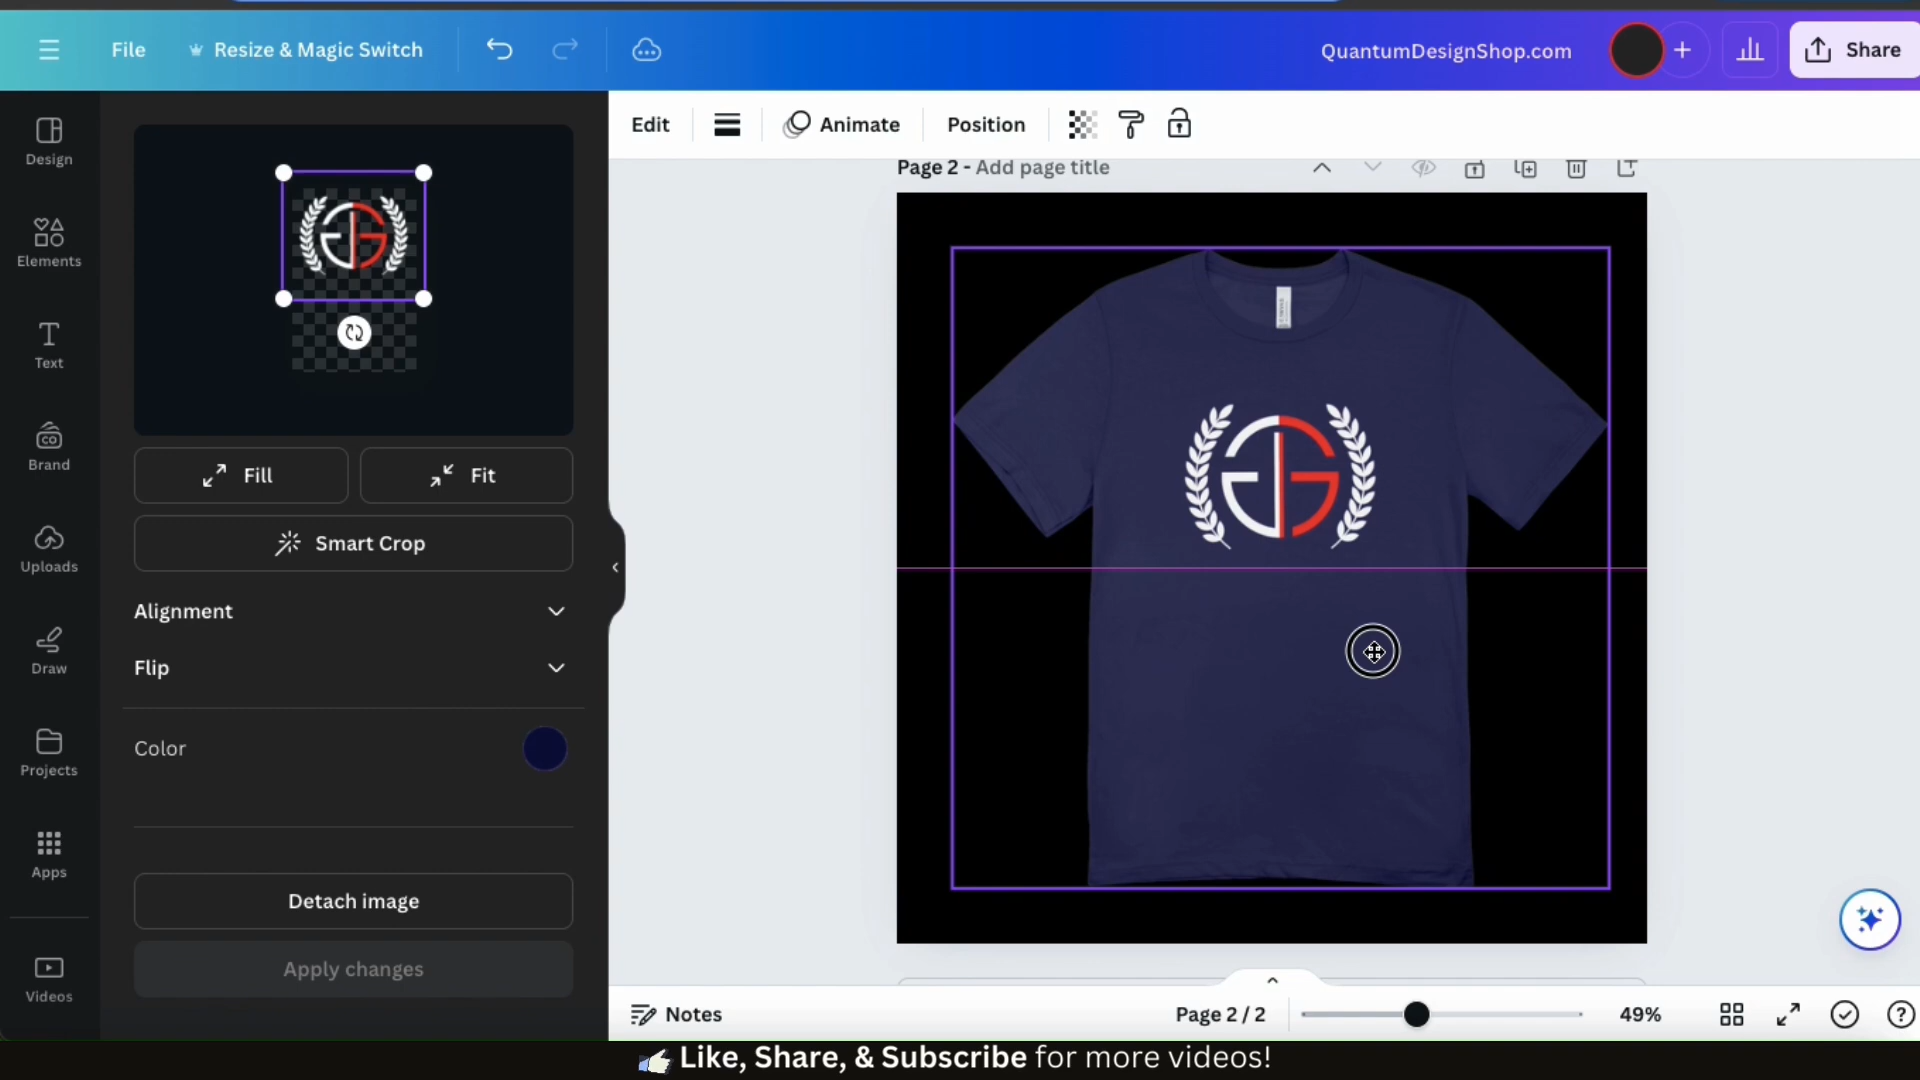 File
Resize & Magic Switch
QuantumDesignShop.com
Share
Design
Elements
Text
Brand
CO
Uploads
Draw
Projects
Apps
Videos
Fill
Fit
Smart Crop
Alignment
Flip
Color
Detach image
Apply changes
Edit
Animate
Position
Page 2 - Add page title
Notes
Page 2 / 2
49%
Like, Share, & Subscribe for more videos!